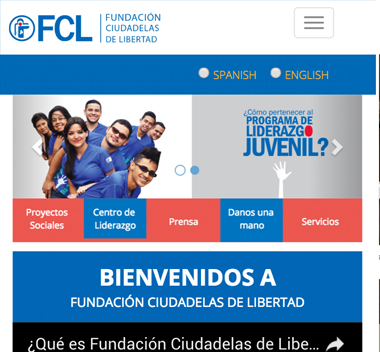 FCL
FUNDACIÓN
CIUDADELAS
DE LIBERTAD
SPANISH
ENGLISH
¿Cómo pertenecer al
PROGRAMA DE
LIDERAZGO
JUVENIL?
Proyectos
Sociales
Centro de
Liderazgo
Prensa
Danos una
mano
Servicios
BIENVENIDOS A
FUNDACIÓN CIUDADELAS DE LIBERTAD
¿Qué es Fundación Ciudadelas de Libe...